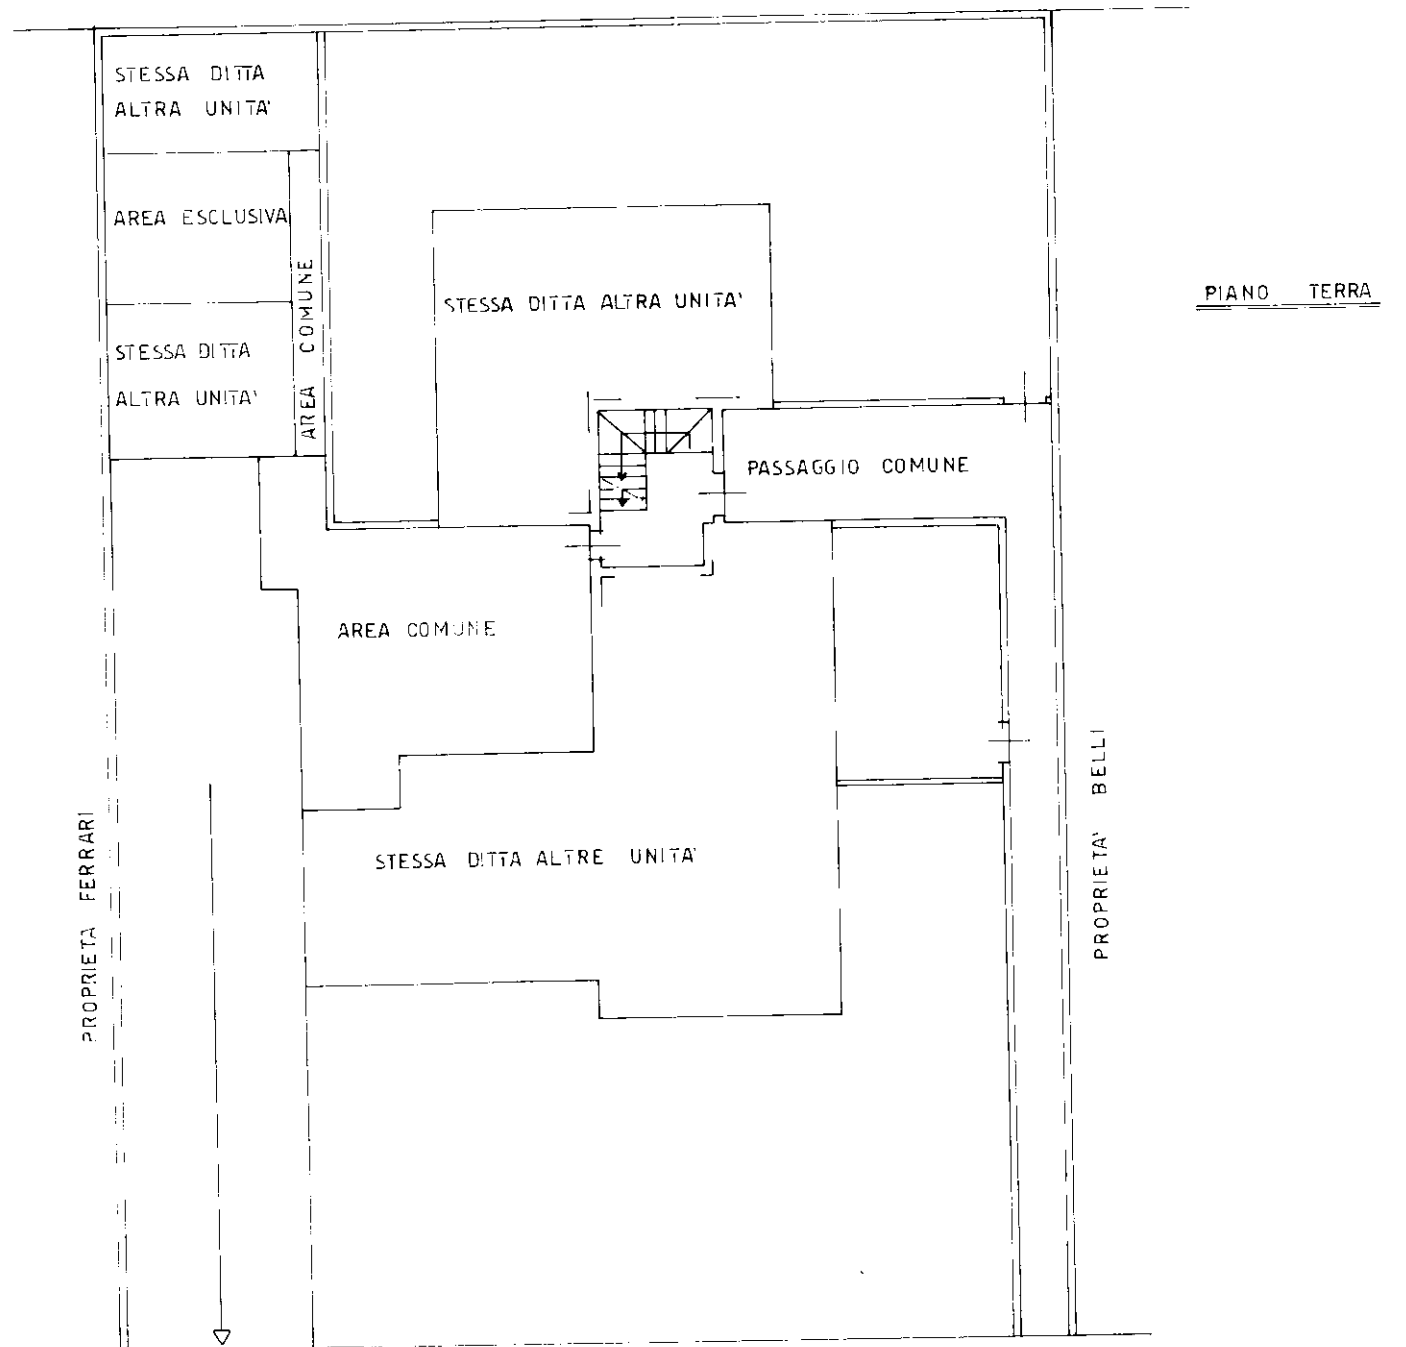 STESSA DITTA
ALTRA UNITA'
AREA ESCLUSIVA
AREA COMUNE
STESSA DITTA
ALTRA UNITA'
STESSA DITTA ALTRA UNITA'
PIANO TERRA
PASSAGGIO COMUNE
AREA COMUNE
STESSA DITTA ALTRE UNITA'
PROPRIETA FERRARI
PROPRIETA' BELLI